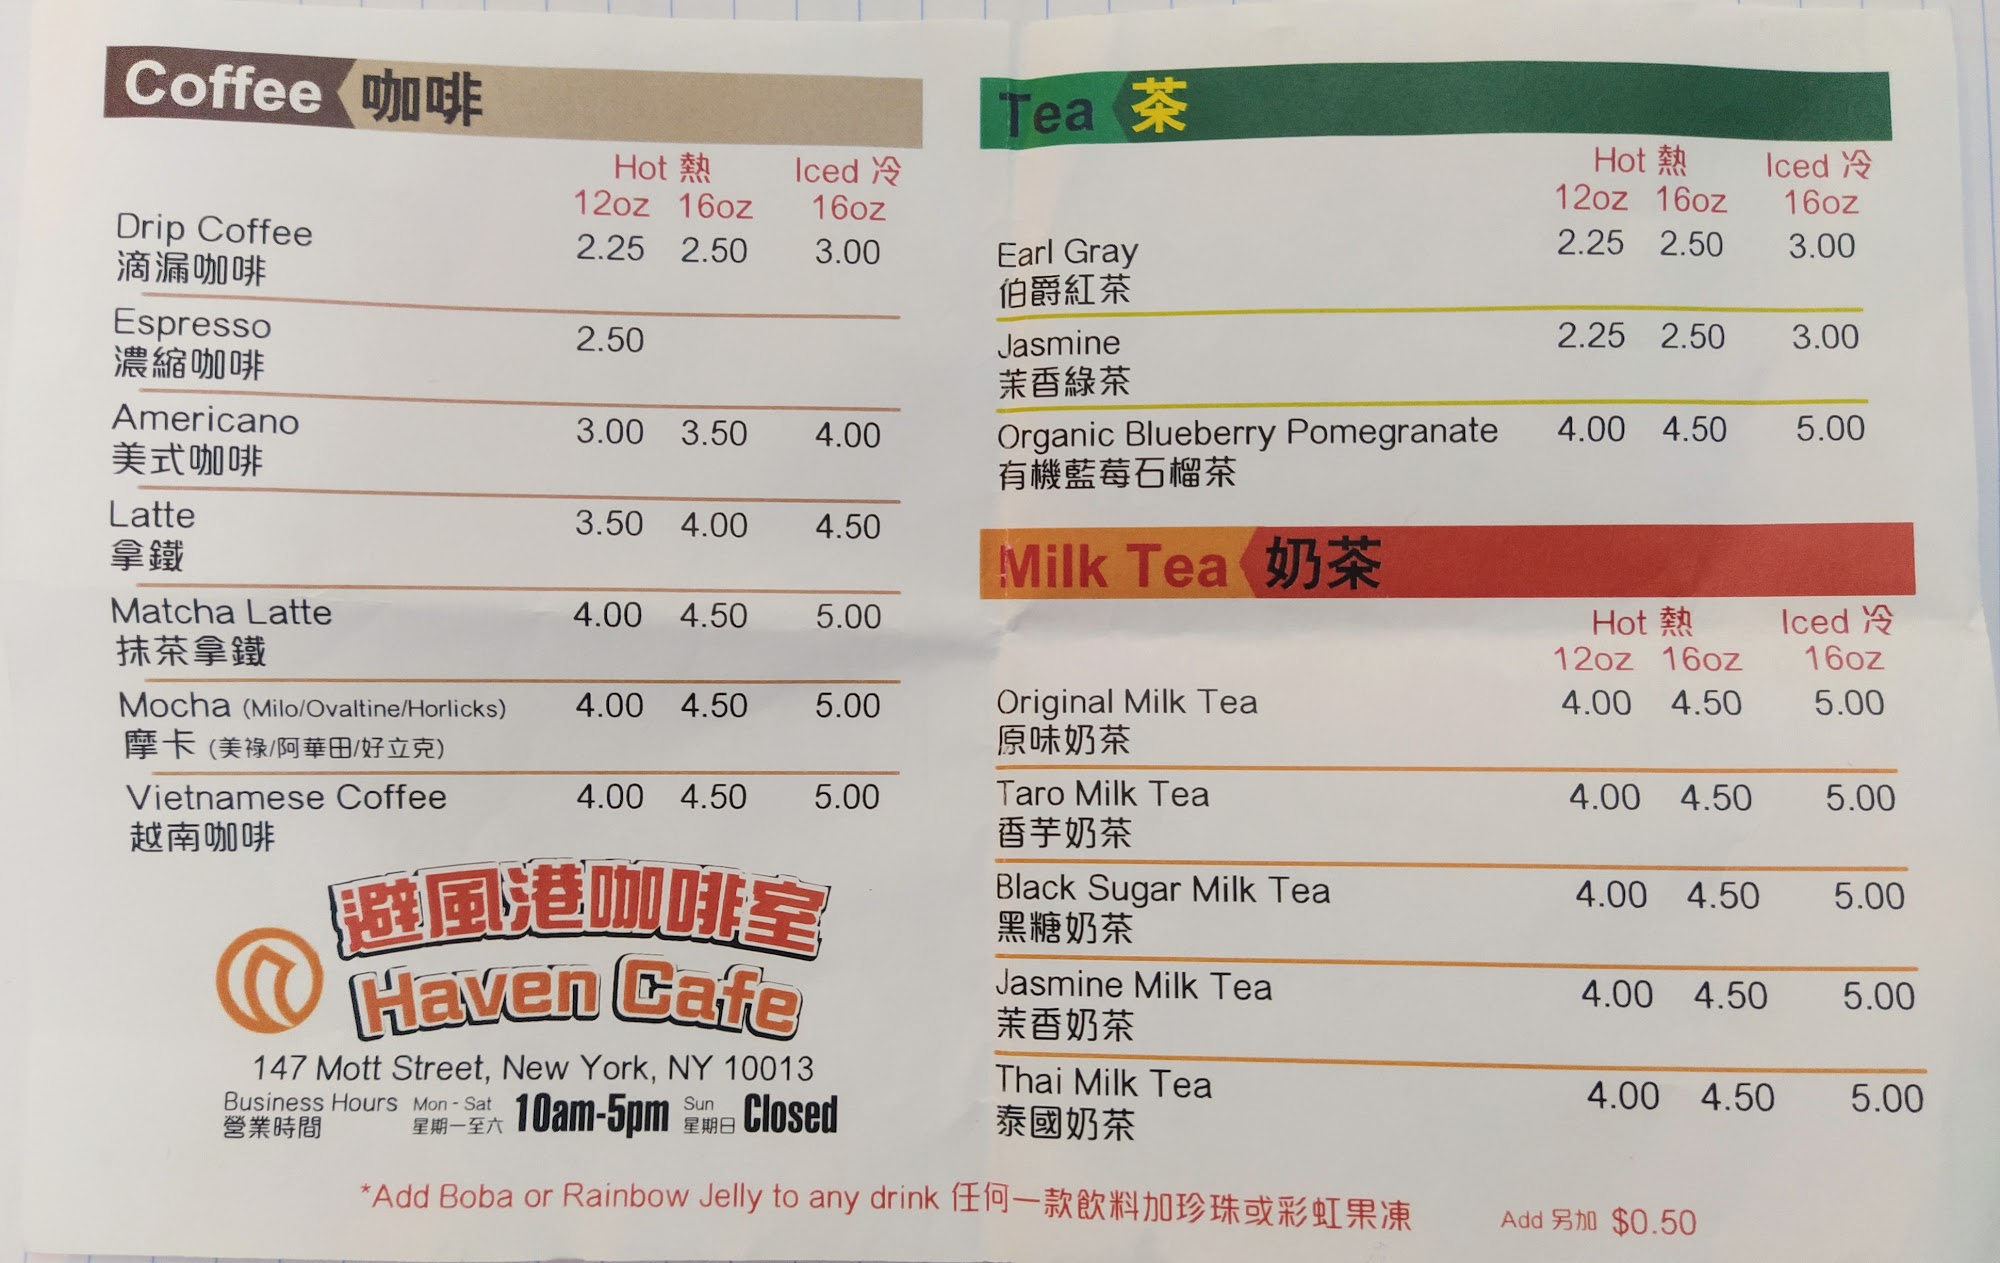 Coffee 咖啡
Hot 熱 Iced 冷
12oz 16oz 16oz
Drip Coffee 2.25 2.50 3.00
滴漏咖啡
Espresso 2.50
濃縮咖啡
Americano 3.00 3.50 4.00
美式咖啡
Latte 3.50 4.00 4.50
拿鐵
Matcha Latte 4.00 4.50 5.00
抹茶拿鐵
Mocha (Milo/Ovaltine/Horlicks) 4.00 4.50 5.00
摩卡 (美祿/阿華田/好立克)
Vietnamese Coffee 4.00 4.50 5.00
越南咖啡
避風港咖啡室
Haven Cafe
147 Mott Street, New York, NY 10013
Business Hours Mon - Sat 10am-5pm Sun Closed
營業時間 星期一至六 星期日
Tea 茶
Hot 熱 Iced 冷
12oz 16oz 16oz
Earl Gray 2.25 2.50 3.00
伯爵紅茶
Jasmine 2.25 2.50 3.00
茉香綠茶
Organic Blueberry Pomegranate 4.00 4.50 5.00
有機藍莓石榴茶
Milk Tea 奶茶
Hot 熱 Iced 冷
12oz 16oz 16oz
Original Milk Tea 4.00 4.50 5.00
原味奶茶
Taro Milk Tea 4.00 4.50 5.00
香芋奶茶
Black Sugar Milk Tea 4.00 4.50 5.00
黑糖奶茶
Jasmine Milk Tea 4.00 4.50 5.00
茉香奶茶
Thai Milk Tea 4.00 4.50 5.00
泰國奶茶
*Add Boba or Rainbow Jelly to any drink 任何一款飲料加珍珠或彩虹果凍 Add 另加 $0.50